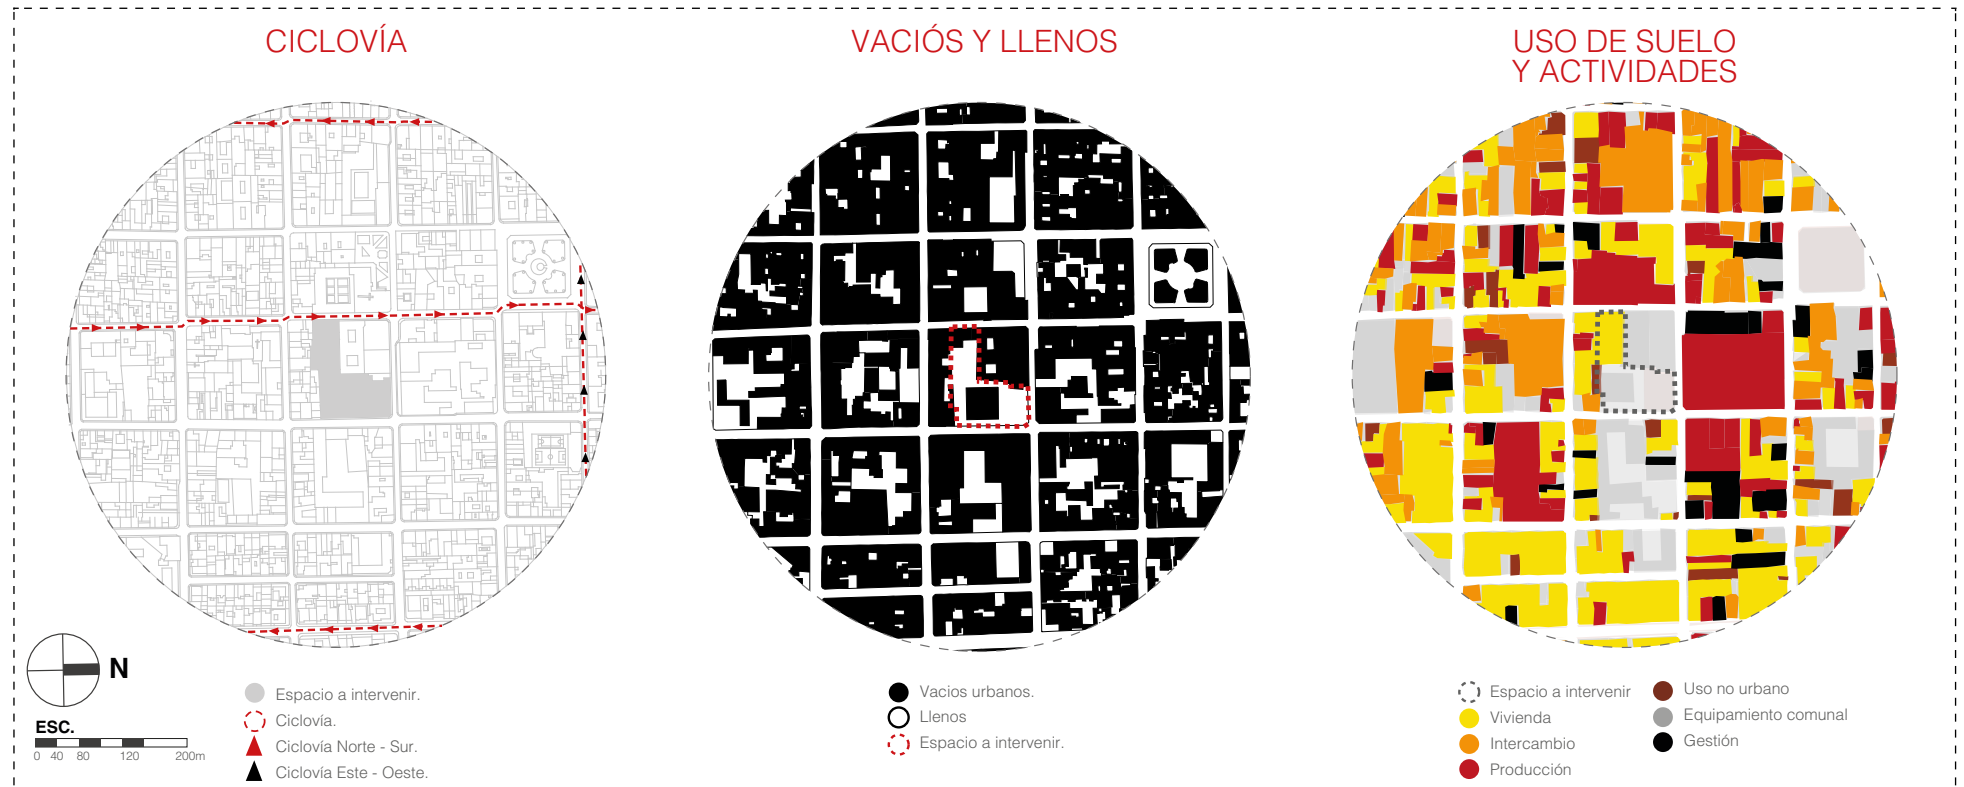 CICLOVÍA
VACIÓS Y LLENOS
USO DE SUELO
Y ACTIVIDADES
N
ESC.
0 40 80 120 200m
Espacio a intervenir.
Ciclovía.
Ciclovía Norte - Sur.
Ciclovía Este - Oeste.
Vacios urbanos.
Llenos
Espacio a intervenir.
Espacio a intervenir
Vivienda
Intercambio
Producción
Uso no urbano
Equipamiento comunal
Gestión